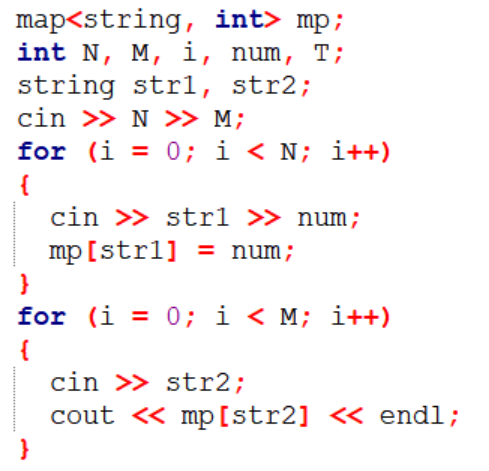 map<string, int> mp;
int N, M, i, num, T;
string str1, str2;
cin >> N >> M;
for (i = 0; i < N; i++)
{
  cin >> str1 >> num;
  mp[str1] = num;
}
for (i = 0; i < M; i++)
{
  cin >> str2;
  cout << mp[str2] << endl;
}